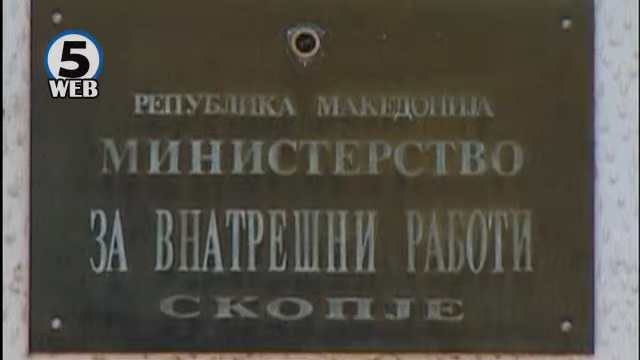 5
WEB
РЕПУБЛИКА МАКЕДОНИЈА
МИНИСТЕРСТВО
ЗА ВНАТРЕШНИ РАБОТИ
СКОПЈЕ